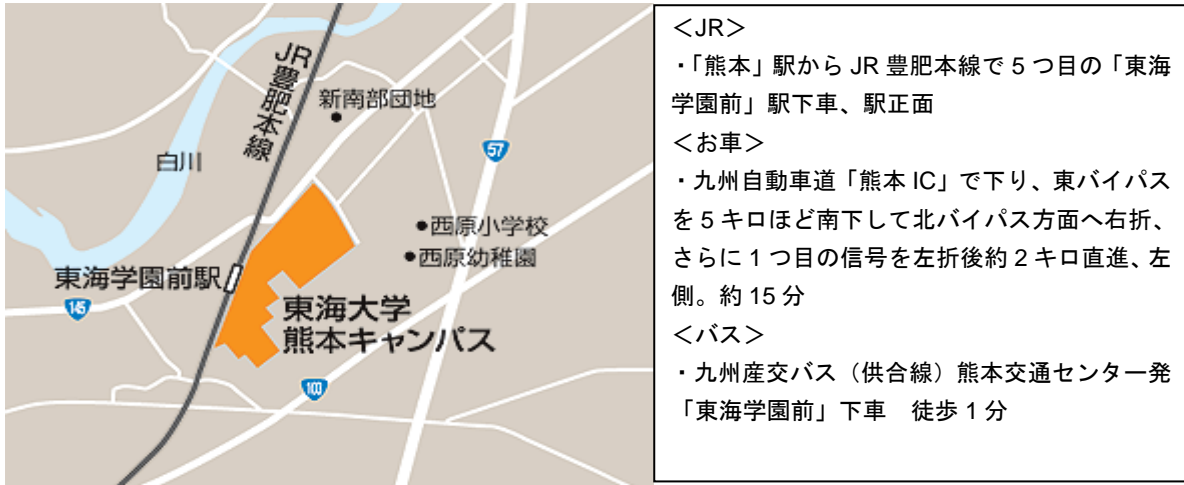 JR豊肥本線
新南部団地
白川
57
西原小学校
西原幼稚園
東海学園前駅
145
東海大学
熊本キャンパス
103
＜JR＞
・「熊本」駅から JR 豊肥本線で 5 つ目の「東海
学園前」駅下車、駅正面
＜お車＞
・九州自動車道「熊本 IC」で下り、東バイパス
を 5 キロほど南下して北バイパス方面へ右折、
さらに 1 つ目の信号を左折後約 2 キロ直進、左
側。約 15 分
＜バス＞
・九州産交バス（供合線）熊本交通センター発
「東海学園前」下車　徒歩 1 分